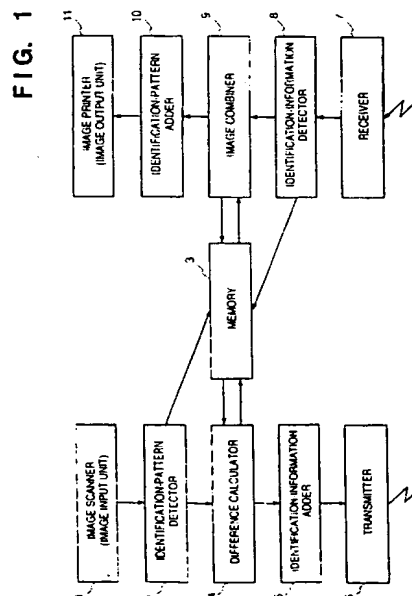 FIG. 1
IMAGE SCANNER
(IMAGE INPUT UNIT)
IDENTIFICATION-PATTERN
DETECTOR
DIFFERENCE CALCULATOR
IDENTIFICATION-INFORMATION
ADDER
TRANSMITTER
3
MEMORY
11
IMAGE PRINTER
(IMAGE OUTPUT UNIT)
10
IDENTIFICATION-PATTERN
ADDER
9
IMAGE COMBINER
8
IDENTIFICATION-INFORMATION
DETECTOR
7
RECEIVER